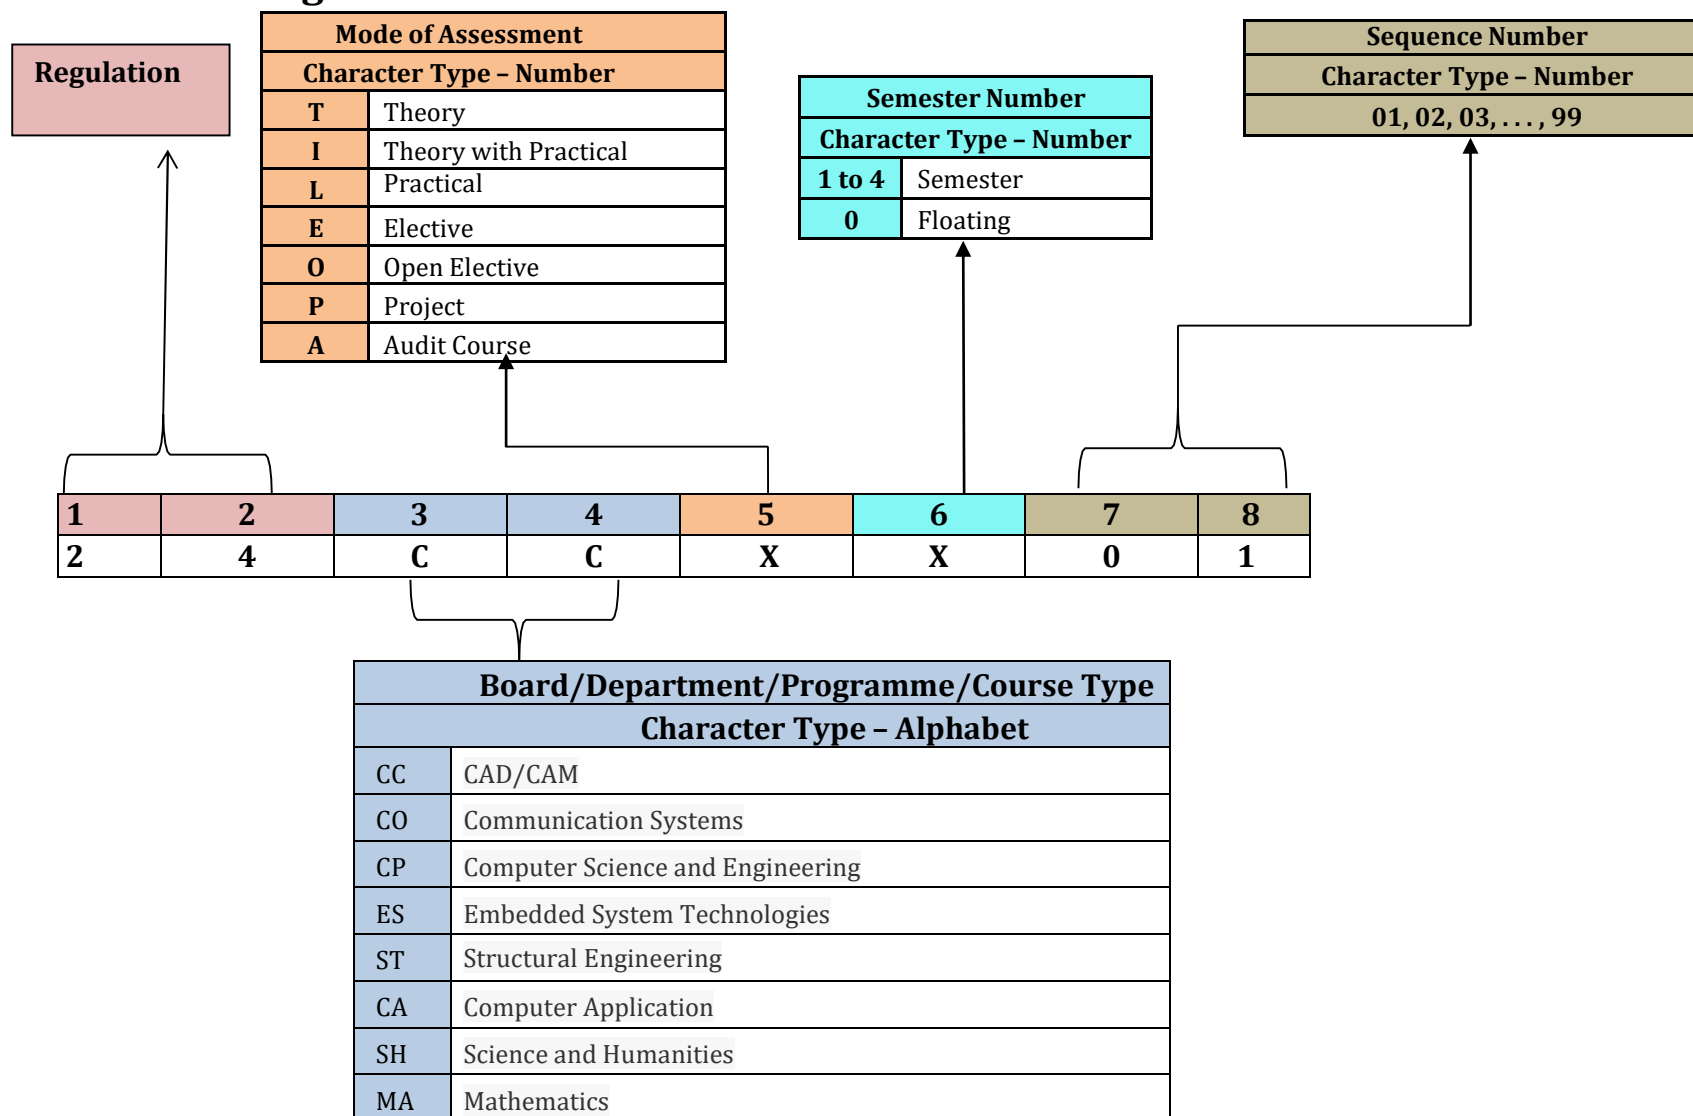 g
Regulation
Mode of Assessment
Character Type – Number
T Theory
I Theory with Practical
L Practical
E Elective
O Open Elective
P Project
A Audit Course
Semester Number
Character Type – Number
1 to 4 Semester
0 Floating
Sequence Number
Character Type – Number
01, 02, 03, . . . , 99
1 2 3 4 5 6 7 8
2 4 C C X X 0 1
Board/Department/Programme/Course Type
Character Type – Alphabet
CC CAD/CAM
CO Communication Systems
CP Computer Science and Engineering
ES Embedded System Technologies
ST Structural Engineering
CA Computer Application
SH Science and Humanities
MA Mathematics